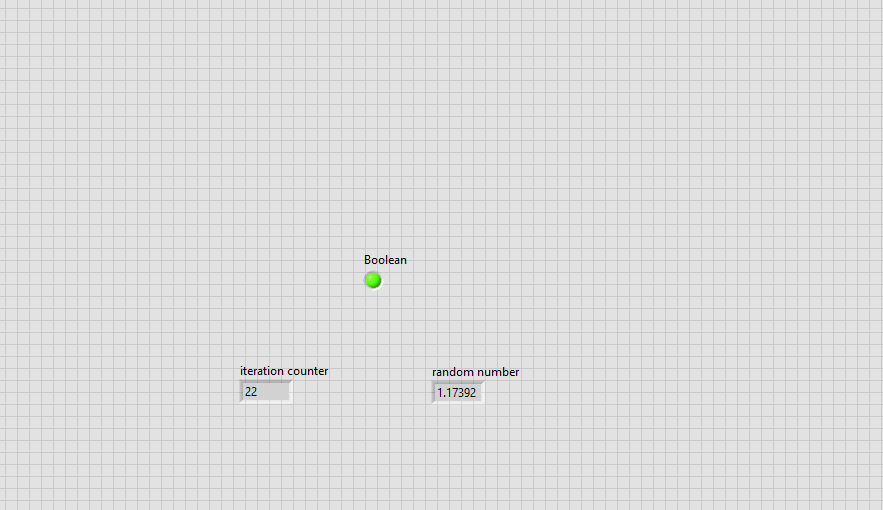 Boolean
iteration counter
22
random number
1.17392